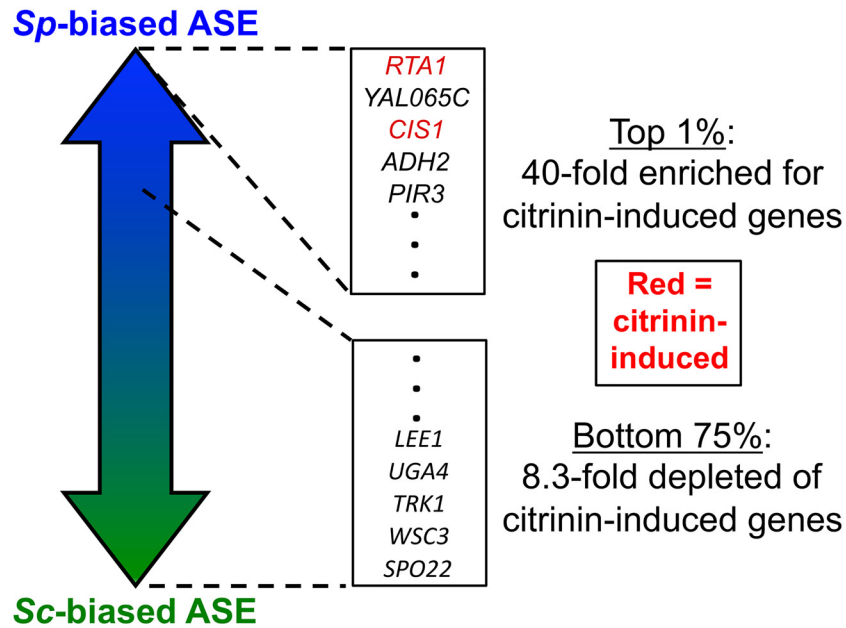 Sp-biased ASE
RTA1
YAL065C
CIS1
ADH2
PIR3
Top 1%:
40-fold enriched for
citrinin-induced genes
Red =
citrinin-
induced
LEE1
UGA4
TRK1
WSC3
SPO22
Bottom 75%:
8.3-fold depleted of
citrinin-induced genes
Sc-biased ASE